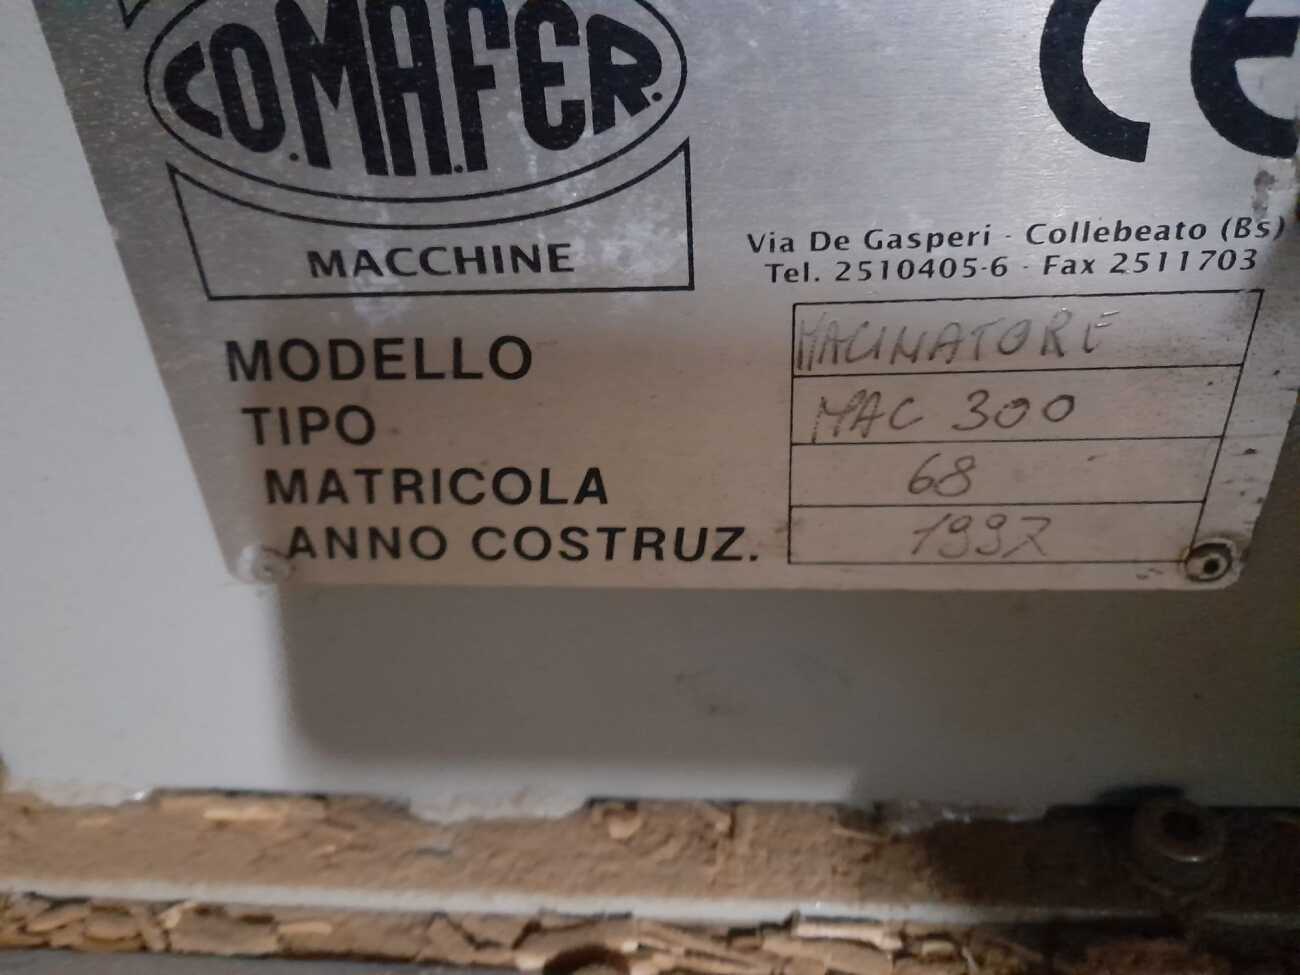 CO.MA.FER.
MACCHINE
CE
Via De Gasperi - Collebeato (Bs)
Tel. 2510405-6 - Fax 2511703
MODELLO MACINATORE
TIPO MAC 300
MATRICOLA 68
ANNO COSTRUZ. 1997